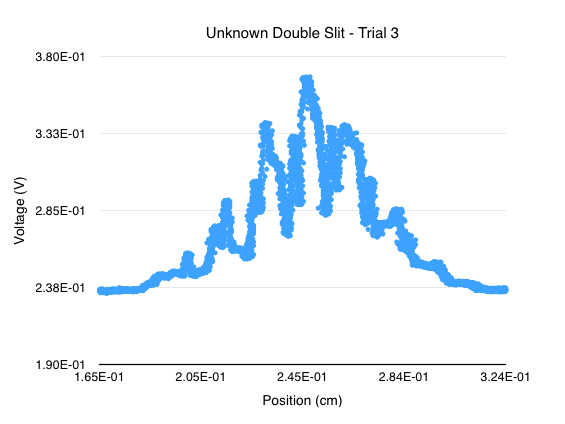 Unknown Double Slit - Trial 3
3.80E-01
3.33E-01
2.85E-01
2.38E-01
1.90E-01
Voltage (V)
1.65E-01 2.05E-01 2.45E-01 2.84E-01 3.24E-01
Position (cm)